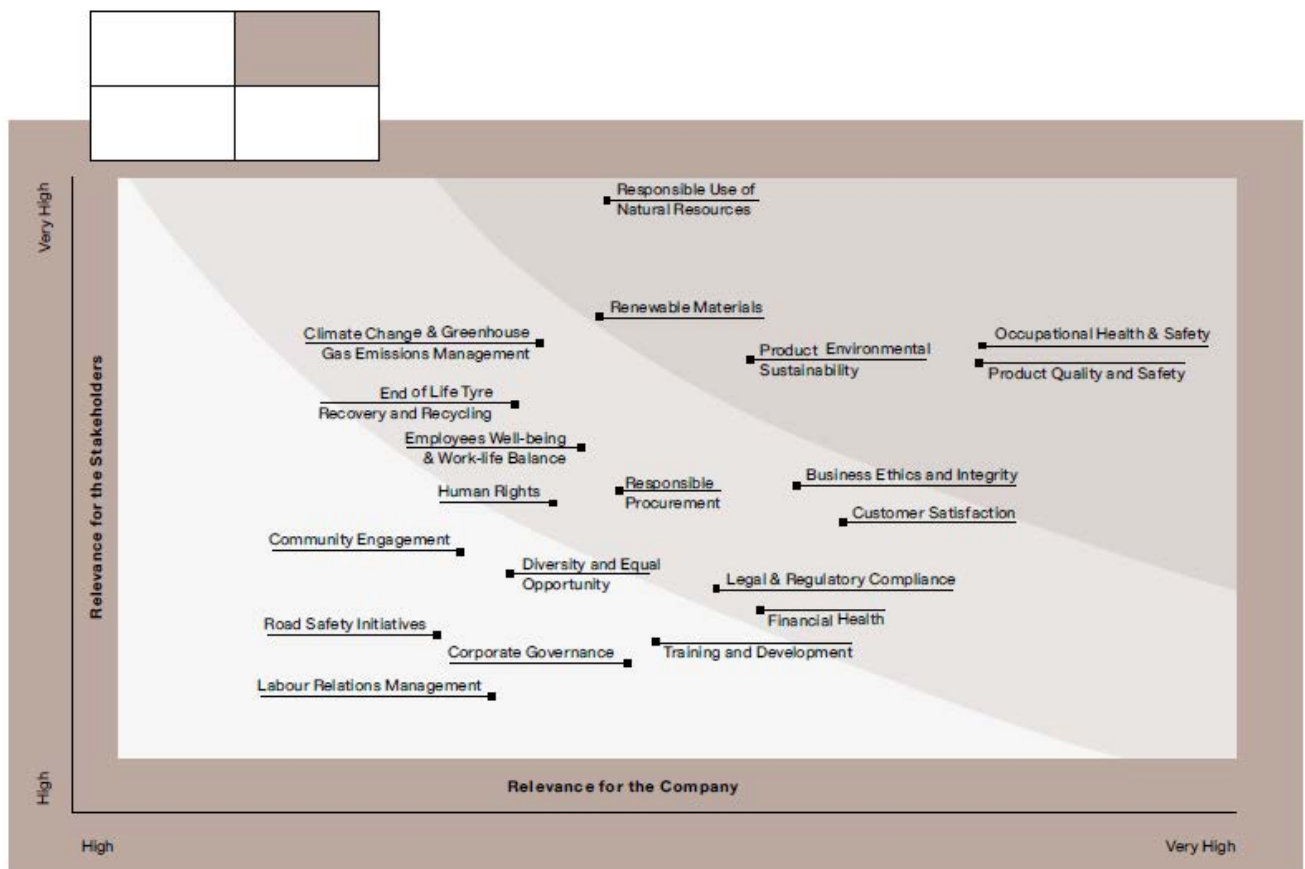 Very High
Relevance for the Stakeholders
High
Responsible Use of
Natural Resources
Renewable Materials
Climate Change & Greenhouse
Gas Emissions Management
Product Environmental
Sustainability
Occupational Health & Safety
Product Quality and Safety
End of Life Tyre
Recovery and Recycling
Employees Well-being
& Work-life Balance
Human Rights
Responsible
Procurement
Business Ethics and Integrity
Customer Satisfaction
Community Engagement
Diversity and Equal
Opportunity
Legal & Regulatory Compliance
Financial Health
Road Safety Initiatives
Corporate Governance
Training and Development
Labour Relations Management
Relevance for the Company
High
Very High